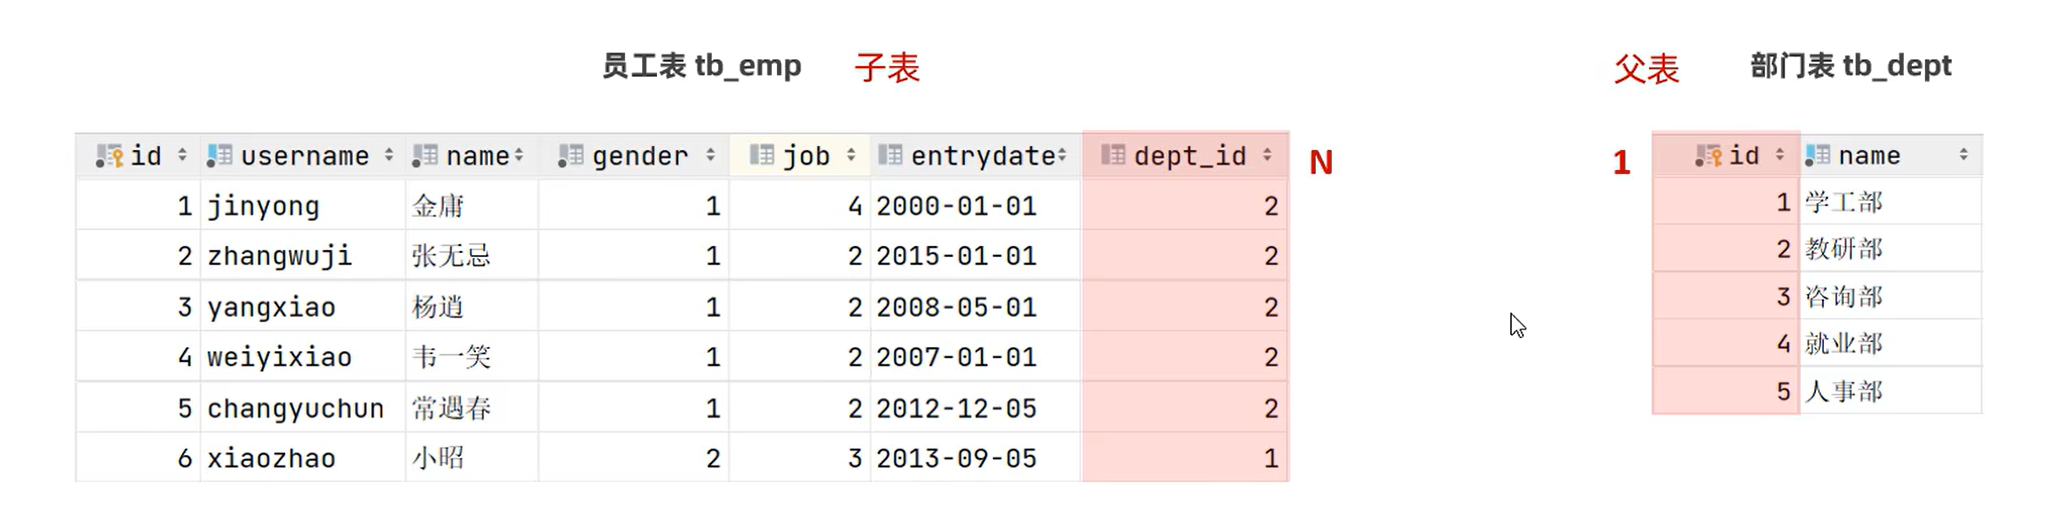 员工表 tb_emp 子表 父表 部门表 tb_dept
id username name gender job entrydate dept_id N 1 id name
1 jinyong 金庸 1 4 2000-01-01 2 1 学工部
2 zhangwuji 张无忌 1 2 2015-01-01 2 2 教研部
3 yangxiao 杨逍 1 2 2008-05-01 2 3 咨询部
4 weiyixiao 韦一笑 1 2 2007-01-01 2 4 就业部
5 changyuchun 常遇春 1 2 2012-12-05 2 5 人事部
6 xiaozhao 小昭 2 3 2013-09-05 1